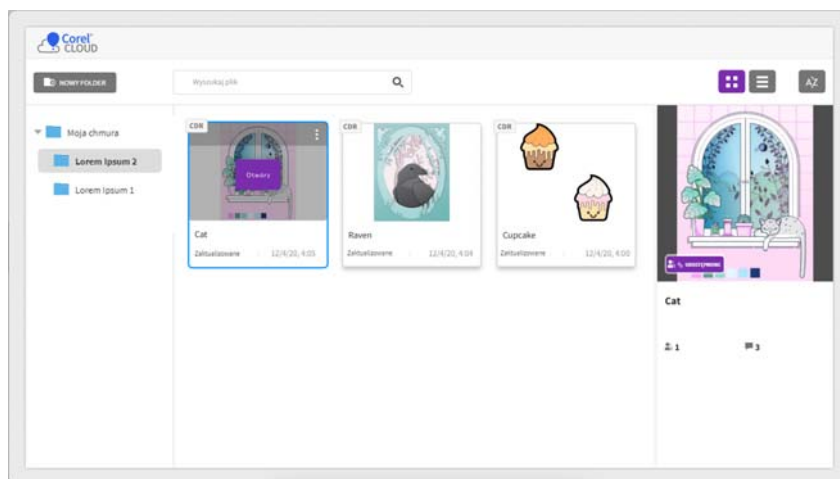 Corel
CLOUD
NOWY FOLDER
Wyszukaj plik
AZ
Moja chmura
Lorem Ipsum 2
Lorem Ipsum 1
CDR
Otwórz
Cat
Zaktualizowane 12/4/20, 4:05
CDR
Raven
Zaktualizowane 12/4/20, 4:04
CDR
Cupcake
Zaktualizowane 12/4/20, 4:00
UDOSTĘPNIONE
Cat
1
3